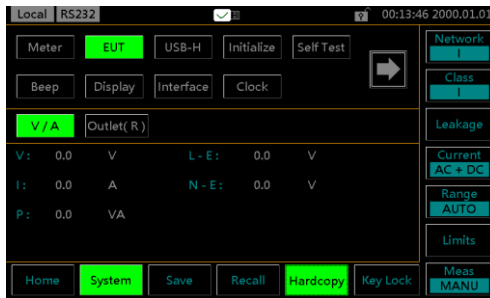 Local RS232 00:13:46 2000.01.01
Meter EUT USB-H Initialize Self Test
Beep Display Interface Clock
V / A Outlet( R )
V : 0.0 V L - E : 0.0 V
I : 0.0 A N - E : 0.0 V
P : 0.0 VA
Network
I
Class
I
Leakage
Current
AC + DC
Range
AUTO
Limits
Meas
MANU
Home System Save Recall Hardcopy Key Lock